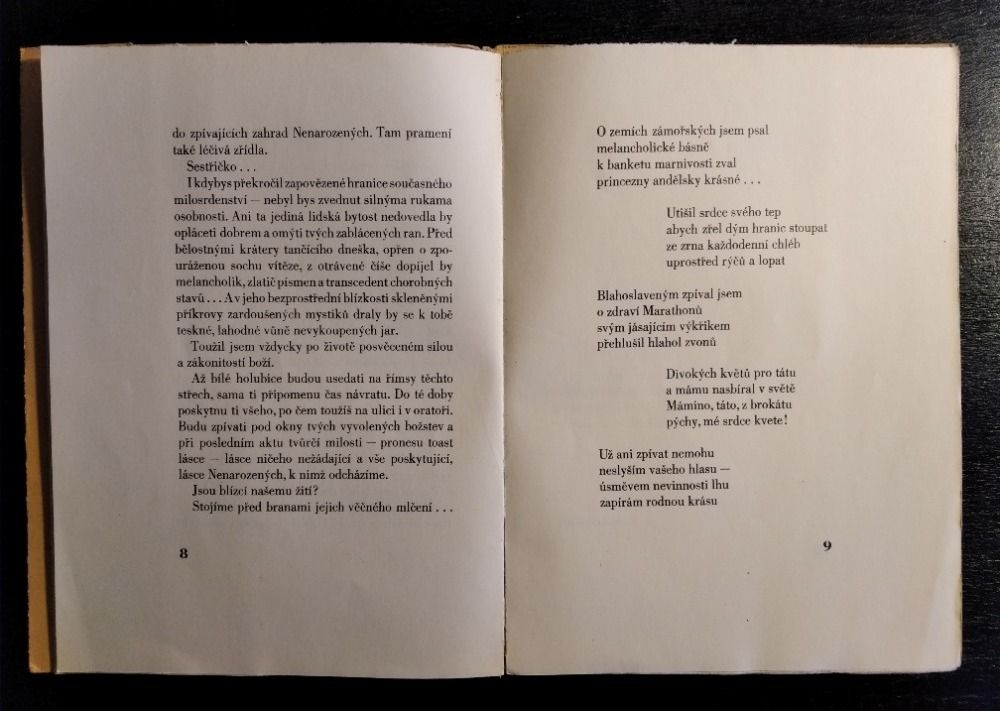 do zpívajících zahrad Nenarozených. Tam pramení
také léčivá zřídla.
Sestřičko . . .
I kdybys překročil zapovězené hranice současného
milosrdenství — nebyl bys zvednut silnýma rukama
osobnosti. Ani ta jediná lidská bytost nedovedla by
opláceti dobrem a omýti tvých zablácených ran. Před
bělostnými krátery tančícího dneška, opřen o zpo-
uráženou sochu vítěze, z otrávené číše dopíjel by
melancholik, zlatič písmen a transcedent chorobných
stavů . . . A v jeho bezprostřední blízkosti skleněnými
příkrovy zardoušených mystiků draly by se k tobě
teskné, lahodné vůně nevykoupených jar.
Toužil jsem vždycky po životě posvěceném silou
a zákonitostí boží.
Až bílé holubice budou usedati na římsy těchto
střech, sama ti připomenu čas návratu. Do té doby
poskytnu ti všeho, po čem toužíš na ulici i v oratoři.
Budu zpívati pod okny tvých vyvolených božstev a
při posledním aktu tvůrčí milosti — pronesu toast
lásce — lásce ničeho nežádající a vše poskytující,
lásce Nenarozených, k nimž odcházíme.
Jsou blízcí našemu žití?
Stojíme před branami jejich věčného mlčení . . .
8
O zemích zámořských jsem psal
melancholické básně
k banketu marnivosti zval
princezny andělsky krásné . . .
Utišil srdce svého tep
abych zřel dým hranic stoupat
ze zrna každodenní chléb
uprostřed rýčů a lopat
Blahoslaveným zpíval jsem
o zdraví Marathonů
svým jásajícím výkřikem
přehlušil hlahol zvonů
Divokých květů pro tátu
a mámu nasbíral v světě
Mámino, táto, z brokátu
pýchy, mé srdce kvete!
Už ani zpívat nemohu
neslyším vašeho hlasu —
úsměvem nevinnosti lhu
zapírám rodnou krásu
9